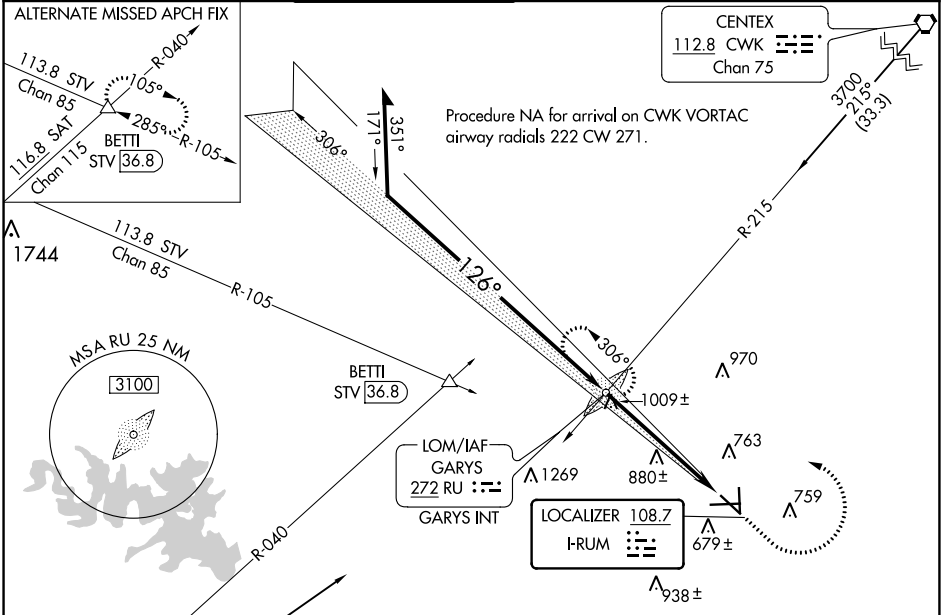 ALTERNATE MISSED APCH FIX
113.8 STV
Chan 85
R-040
105°
285°
R-105
116.8 SAT
Chan 115
BETTI
STV 36.8
CENTEX
112.8 CWK
Chan 75
3700
215°
(33.3)
Procedure NA for arrival on CWK VORTAC
airway radials 222 CW 271.
306°
171°
351°
R-215
1744
113.8 STV
Chan 85
R-105
126°
MSA RU 25 NM
3100
BETTI
STV 36.8
306°
970
1009±
LOM/IAF
GARYS
272 RU
GARYS INT
1269
880±
763
759
LOCALIZER 108.7
I-RUM
679±
R-040
938±